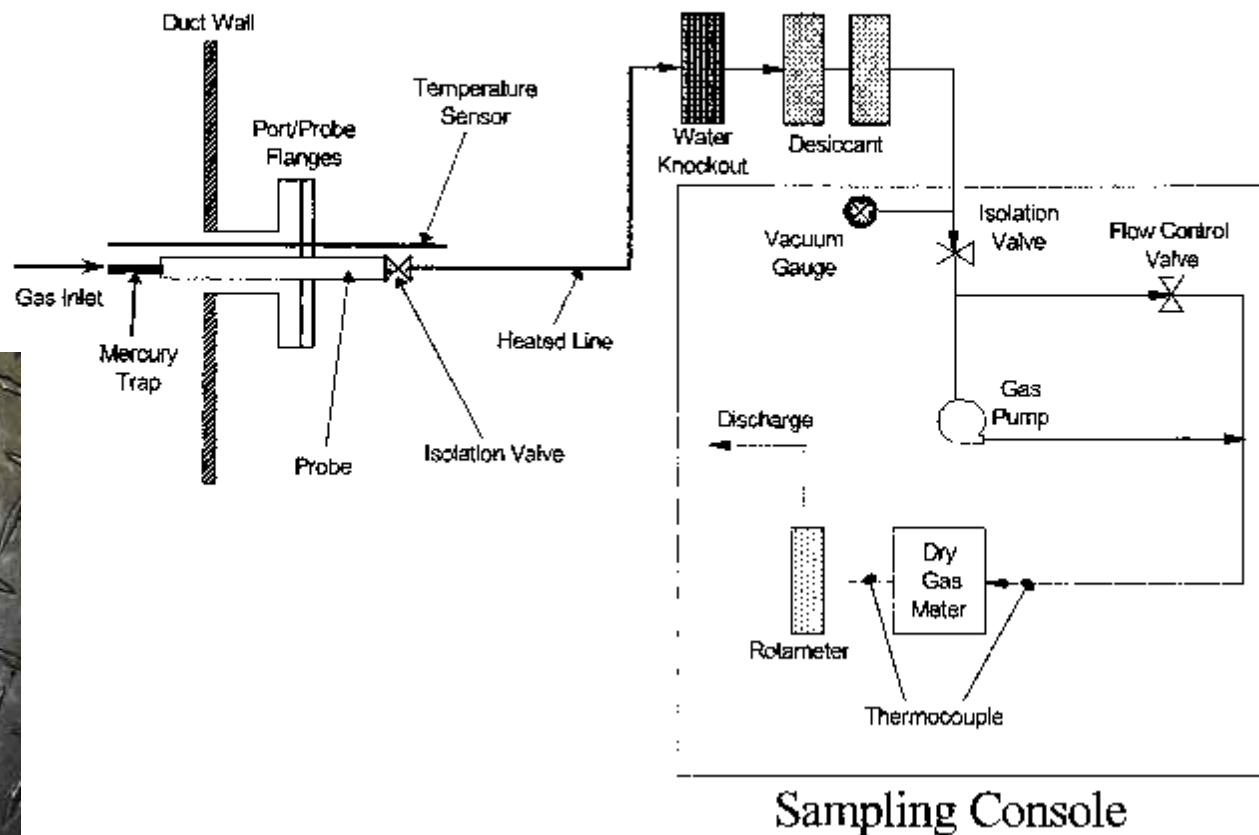 Duct Wall
Temperature
Sensor
Port/Probe
Flanges
Gas Inlet
Mercury
Trap
Probe
Isolation Valve
Heated Line
Water
Knockout
Desiccant
Vacuum
Gauge
Isolation
Valve
Flow Control
Valve
Gas
Pump
Discharge
Dry
Gas
Meter
Rotameter
Thermocouple
Sampling Console